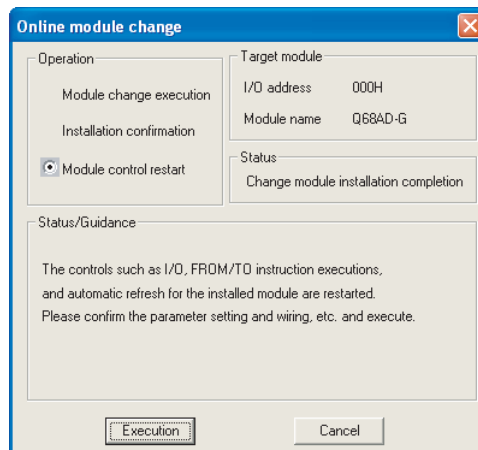 Online module change
Operation
Module change execution
Installation confirmation
Module control restart
Target module
I/O address 000H
Module name Q68AD-G
Status
Change module installation completion
Status/Guidance
The controls such as I/O, FROM/TO instruction executions,
and automatic refresh for the installed module are restarted.
Please confirm the parameter setting and wiring, etc. and execute.
Execution
Cancel